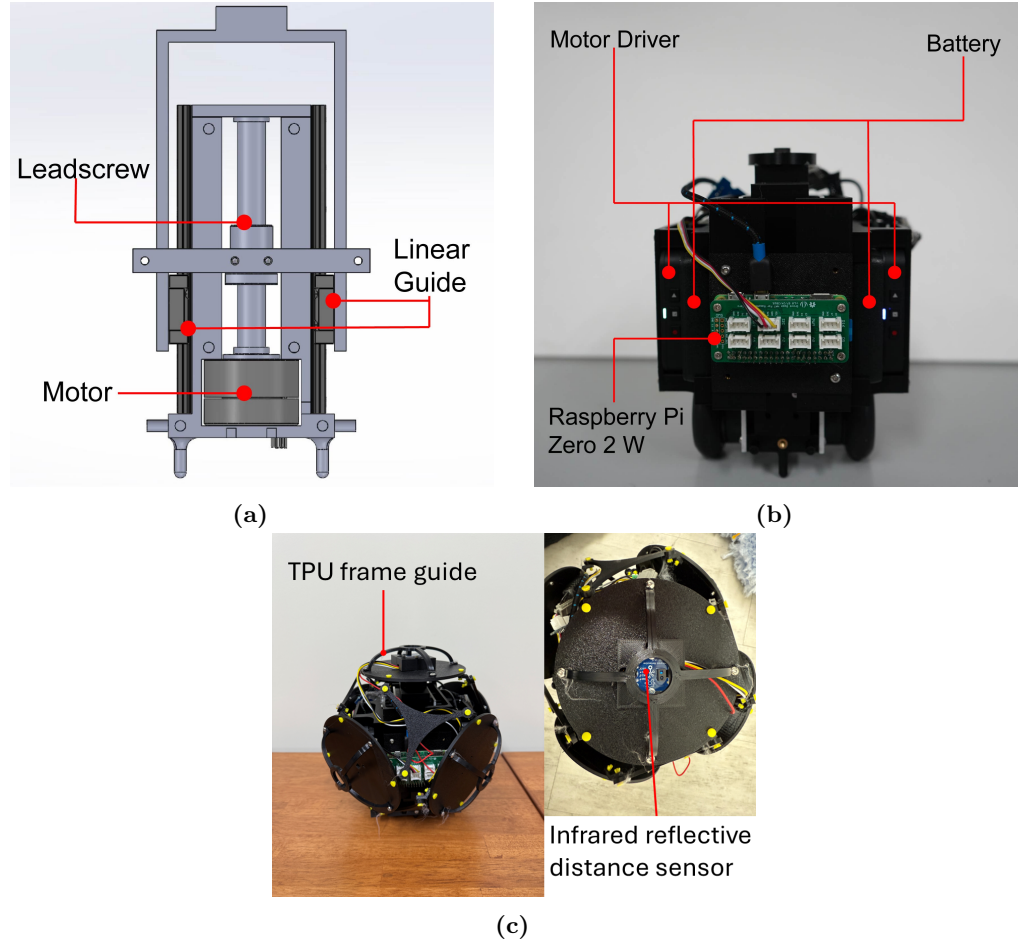 Leadscrew
Linear
Guide
Motor
(a)
Motor Driver
Battery
Raspberry Pi
Zero 2 W
(b)
TPU frame guide
Infrared reflective
distance sensor
(c)